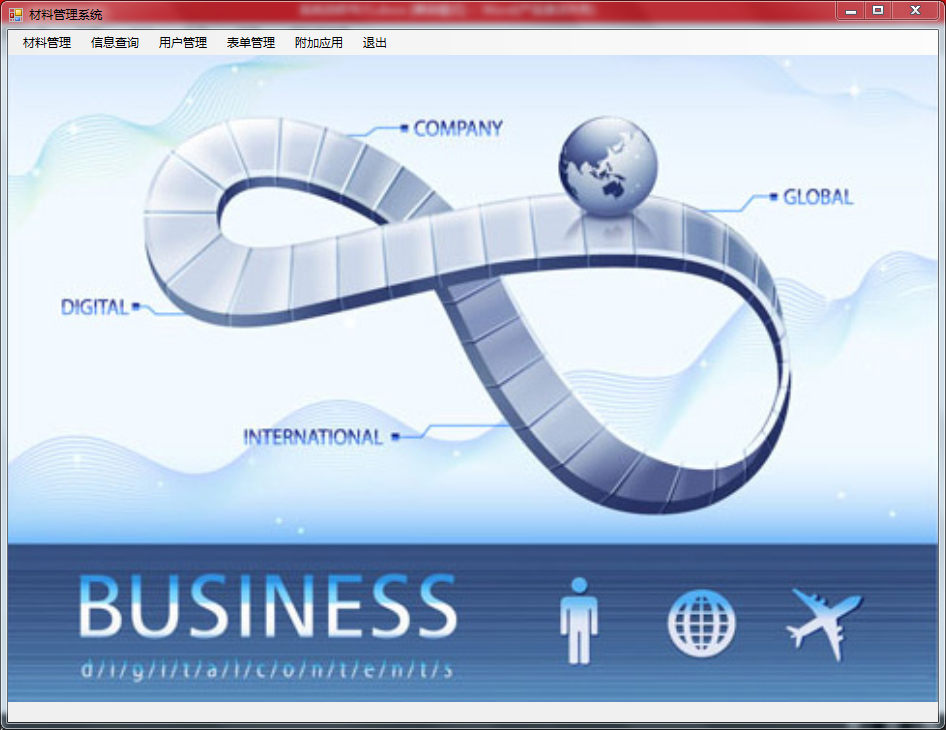 材料管理系统
材料管理 信息查询 用户管理 表单管理 附加应用 退出
COMPANY
GLOBAL
DIGITAL
INTERNATIONAL
BUSINESS
d/i/g/i/t/a/l/c/o/n/t/e/n/t/s